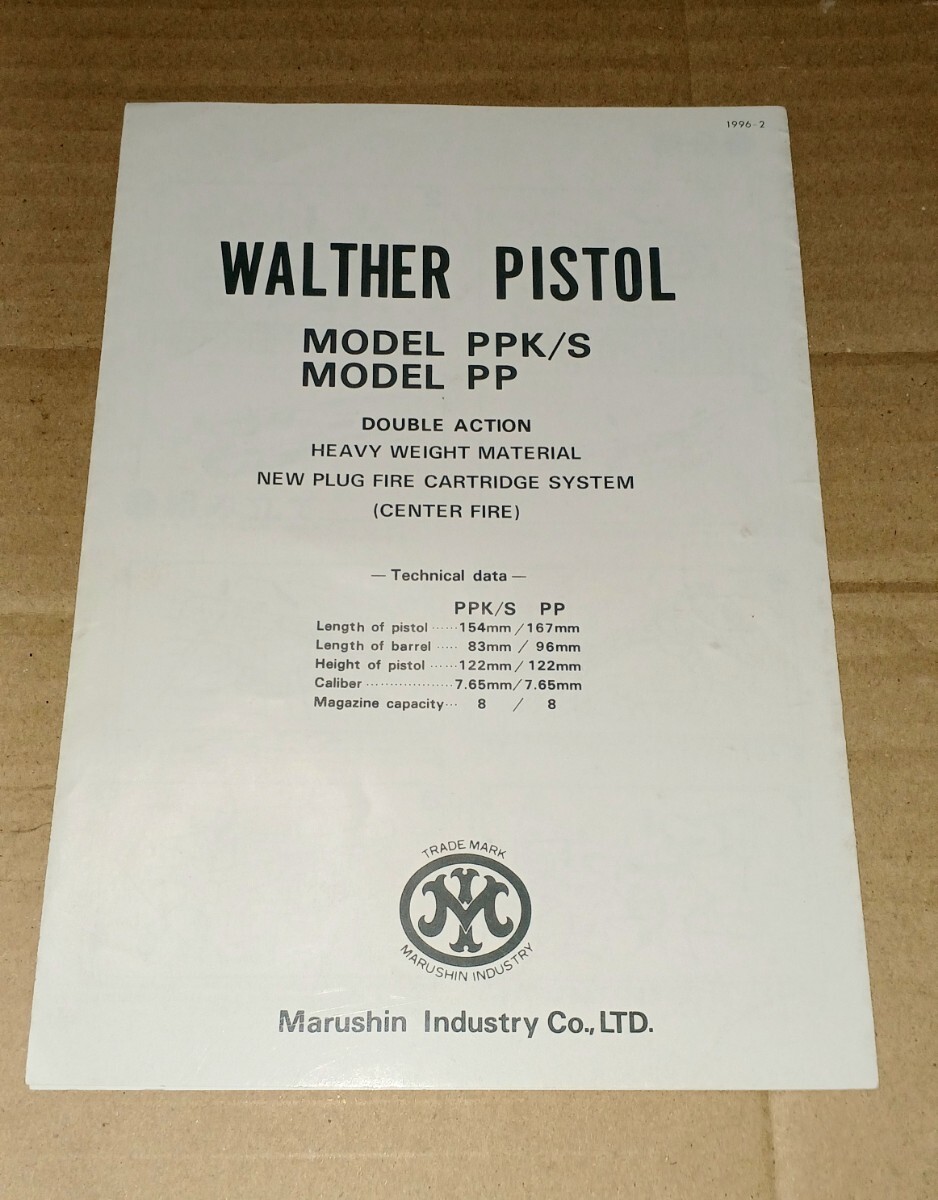 1996-2
WALTHER PISTOL
MODEL PPK/S
MODEL PP
DOUBLE ACTION
HEAVY WEIGHT MATERIAL
NEW PLUG FIRE CARTRIDGE SYSTEM
(CENTER FIRE)
— Technical data —
PPK/S PP
Length of pistol ······ 154mm / 167mm
Length of barrel ····· 83mm / 96mm
Height of pistol ······ 122mm / 122mm
Caliber ··················· 7.65mm / 7.65mm
Magazine capacity ··· 8 / 8
TRADE MARK
M
MARUSHIN INDUSTRY
Marushin Industry Co., LTD.